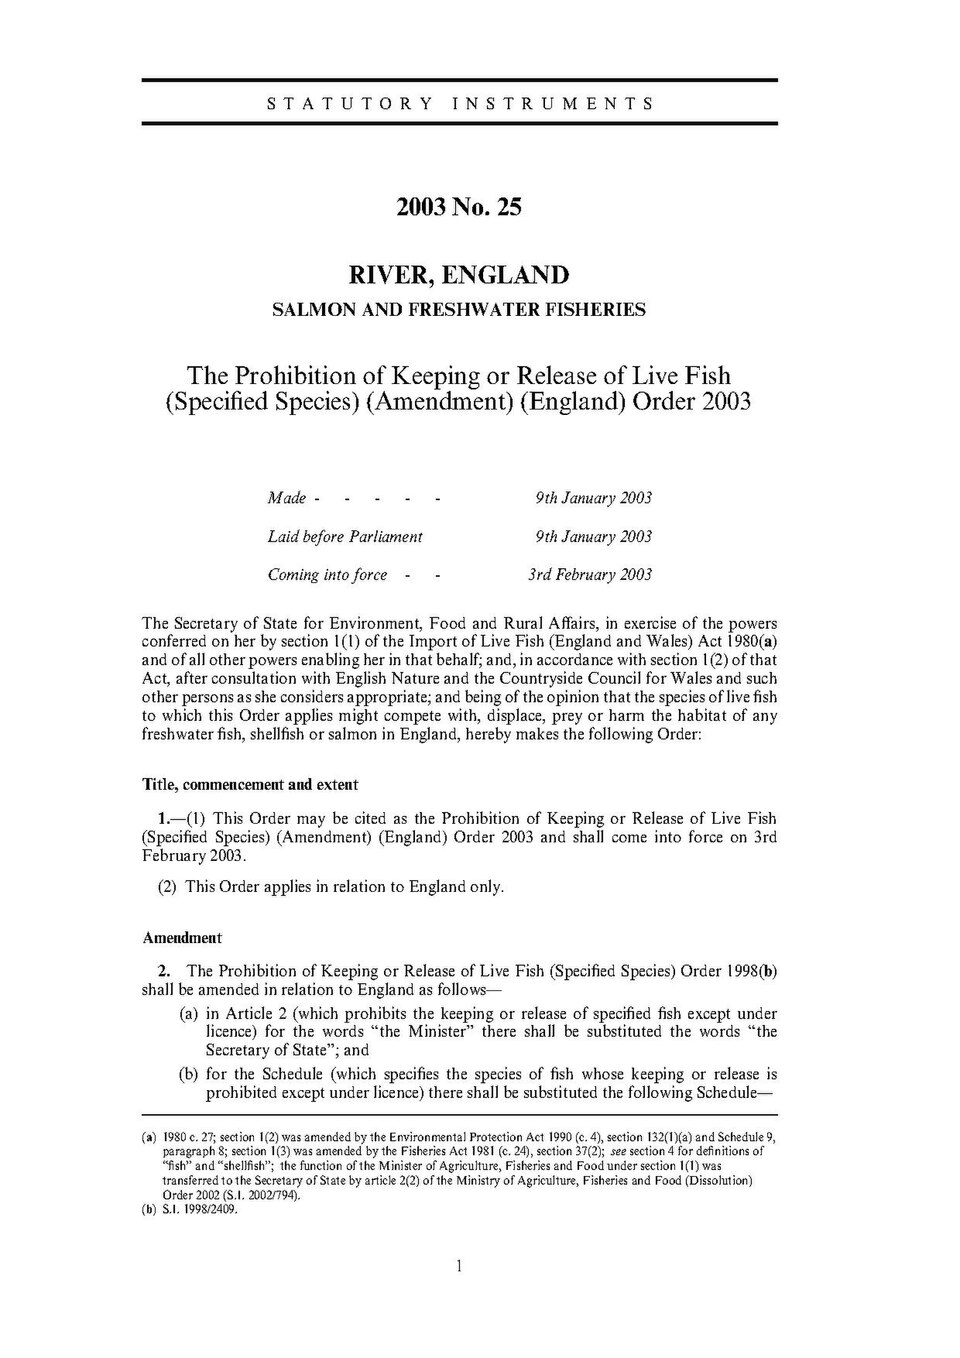 STATUTORY INSTRUMENTS
2003 No. 25
RIVER, ENGLAND
SALMON AND FRESHWATER FISHERIES
The Prohibition of Keeping or Release of Live Fish
(Specified Species) (Amendment) (England) Order 2003
Made - - - - - 9th January 2003
Laid before Parliament 9th January 2003
Coming into force - - 3rd February 2003
The Secretary of State for Environment, Food and Rural Affairs, in exercise of the powers
conferred on her by section 1(1) of the Import of Live Fish (England and Wales) Act 1980(a)
and of all other powers enabling her in that behalf; and, in accordance with section 1(2) of that
Act, after consultation with English Nature and the Countryside Council for Wales and such
other persons as she considers appropriate; and being of the opinion that the species of live fish
to which this Order applies might compete with, displace, prey or harm the habitat of any
freshwater fish, shellfish or salmon in England, hereby makes the following Order:
Title, commencement and extent
1.—(1) This Order may be cited as the Prohibition of Keeping or Release of Live Fish
(Specified Species) (Amendment) (England) Order 2003 and shall come into force on 3rd
February 2003.
(2) This Order applies in relation to England only.
Amendment
2. The Prohibition of Keeping or Release of Live Fish (Specified Species) Order 1998(b)
shall be amended in relation to England as follows—
(a) in Article 2 (which prohibits the keeping or release of specified fish except under
licence) for the words “the Minister” there shall be substituted the words “the
Secretary of State”; and
(b) for the Schedule (which specifies the species of fish whose keeping or release is
prohibited except under licence) there shall be substituted the following Schedule—
(a) 1980 c. 27; section 1(2) was amended by the Environmental Protection Act 1990 (c. 4), section 132(1)(a) and Schedule 9,
paragraph 8; section 1(3) was amended by the Fisheries Act 1981 (c. 24), section 37(2); see section 4 for definitions of
“fish” and “shellfish”; the function of the Minister of Agriculture, Fisheries and Food under section 1(1) was
transferred to the Secretary of State by article 2(2) of the Ministry of Agriculture, Fisheries and Food (Dissolution)
Order 2002 (S.I. 2002/794).
(b) S.I. 1998/2409.
1